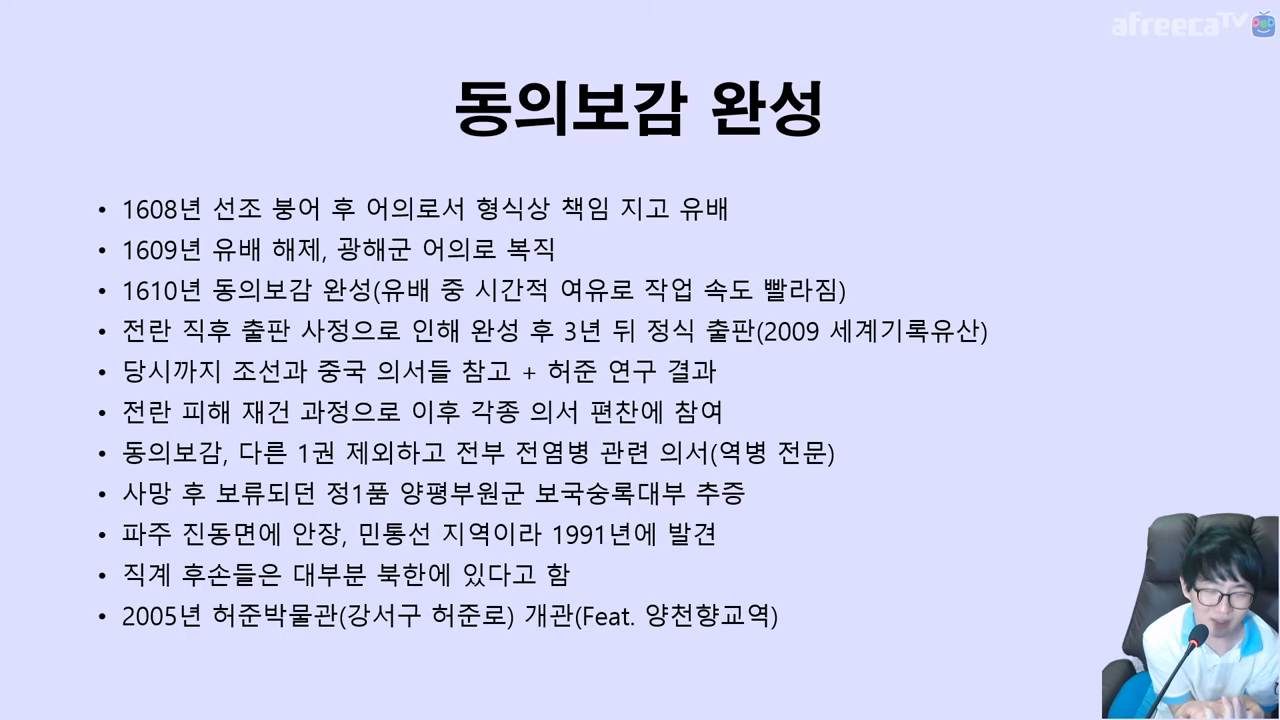 afreecaTV
동의보감 완성
• 1608년 선조 붕어 후 어의로서 형식상 책임 지고 유배
• 1609년 유배 해제, 광해군 어의로 복직
• 1610년 동의보감 완성(유배 중 시간적 여유로 작업 속도 빨라짐)
• 전란 직후 출판 사정으로 인해 완성 후 3년 뒤 정식 출판(2009 세계기록유산)
• 당시까지 조선과 중국 의서들 참고 + 허준 연구 결과
• 전란 피해 재건 과정으로 이후 각종 의서 편찬에 참여
• 동의보감, 다른 1권 제외하고 전부 전염병 관련 의서(역병 전문)
• 사망 후 보류되던 정1품 양평부원군 보국숭록대부 추증
• 파주 진동면에 안장, 민통선 지역이라 1991년에 발견
• 직계 후손들은 대부분 북한에 있다고 함
• 2005년 허준박물관(강서구 허준로) 개관(Feat. 양천향교역)